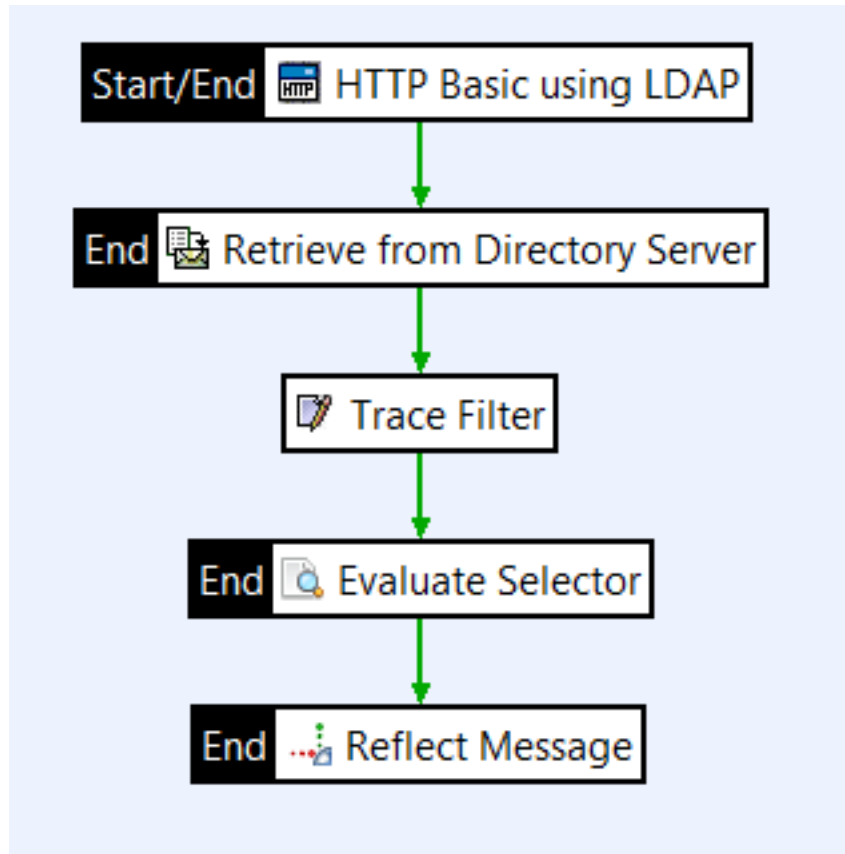 Start/End HTTP HTTP Basic using LDAP
End Retrieve from Directory Server
Trace Filter
End Evaluate Selector
End Reflect Message